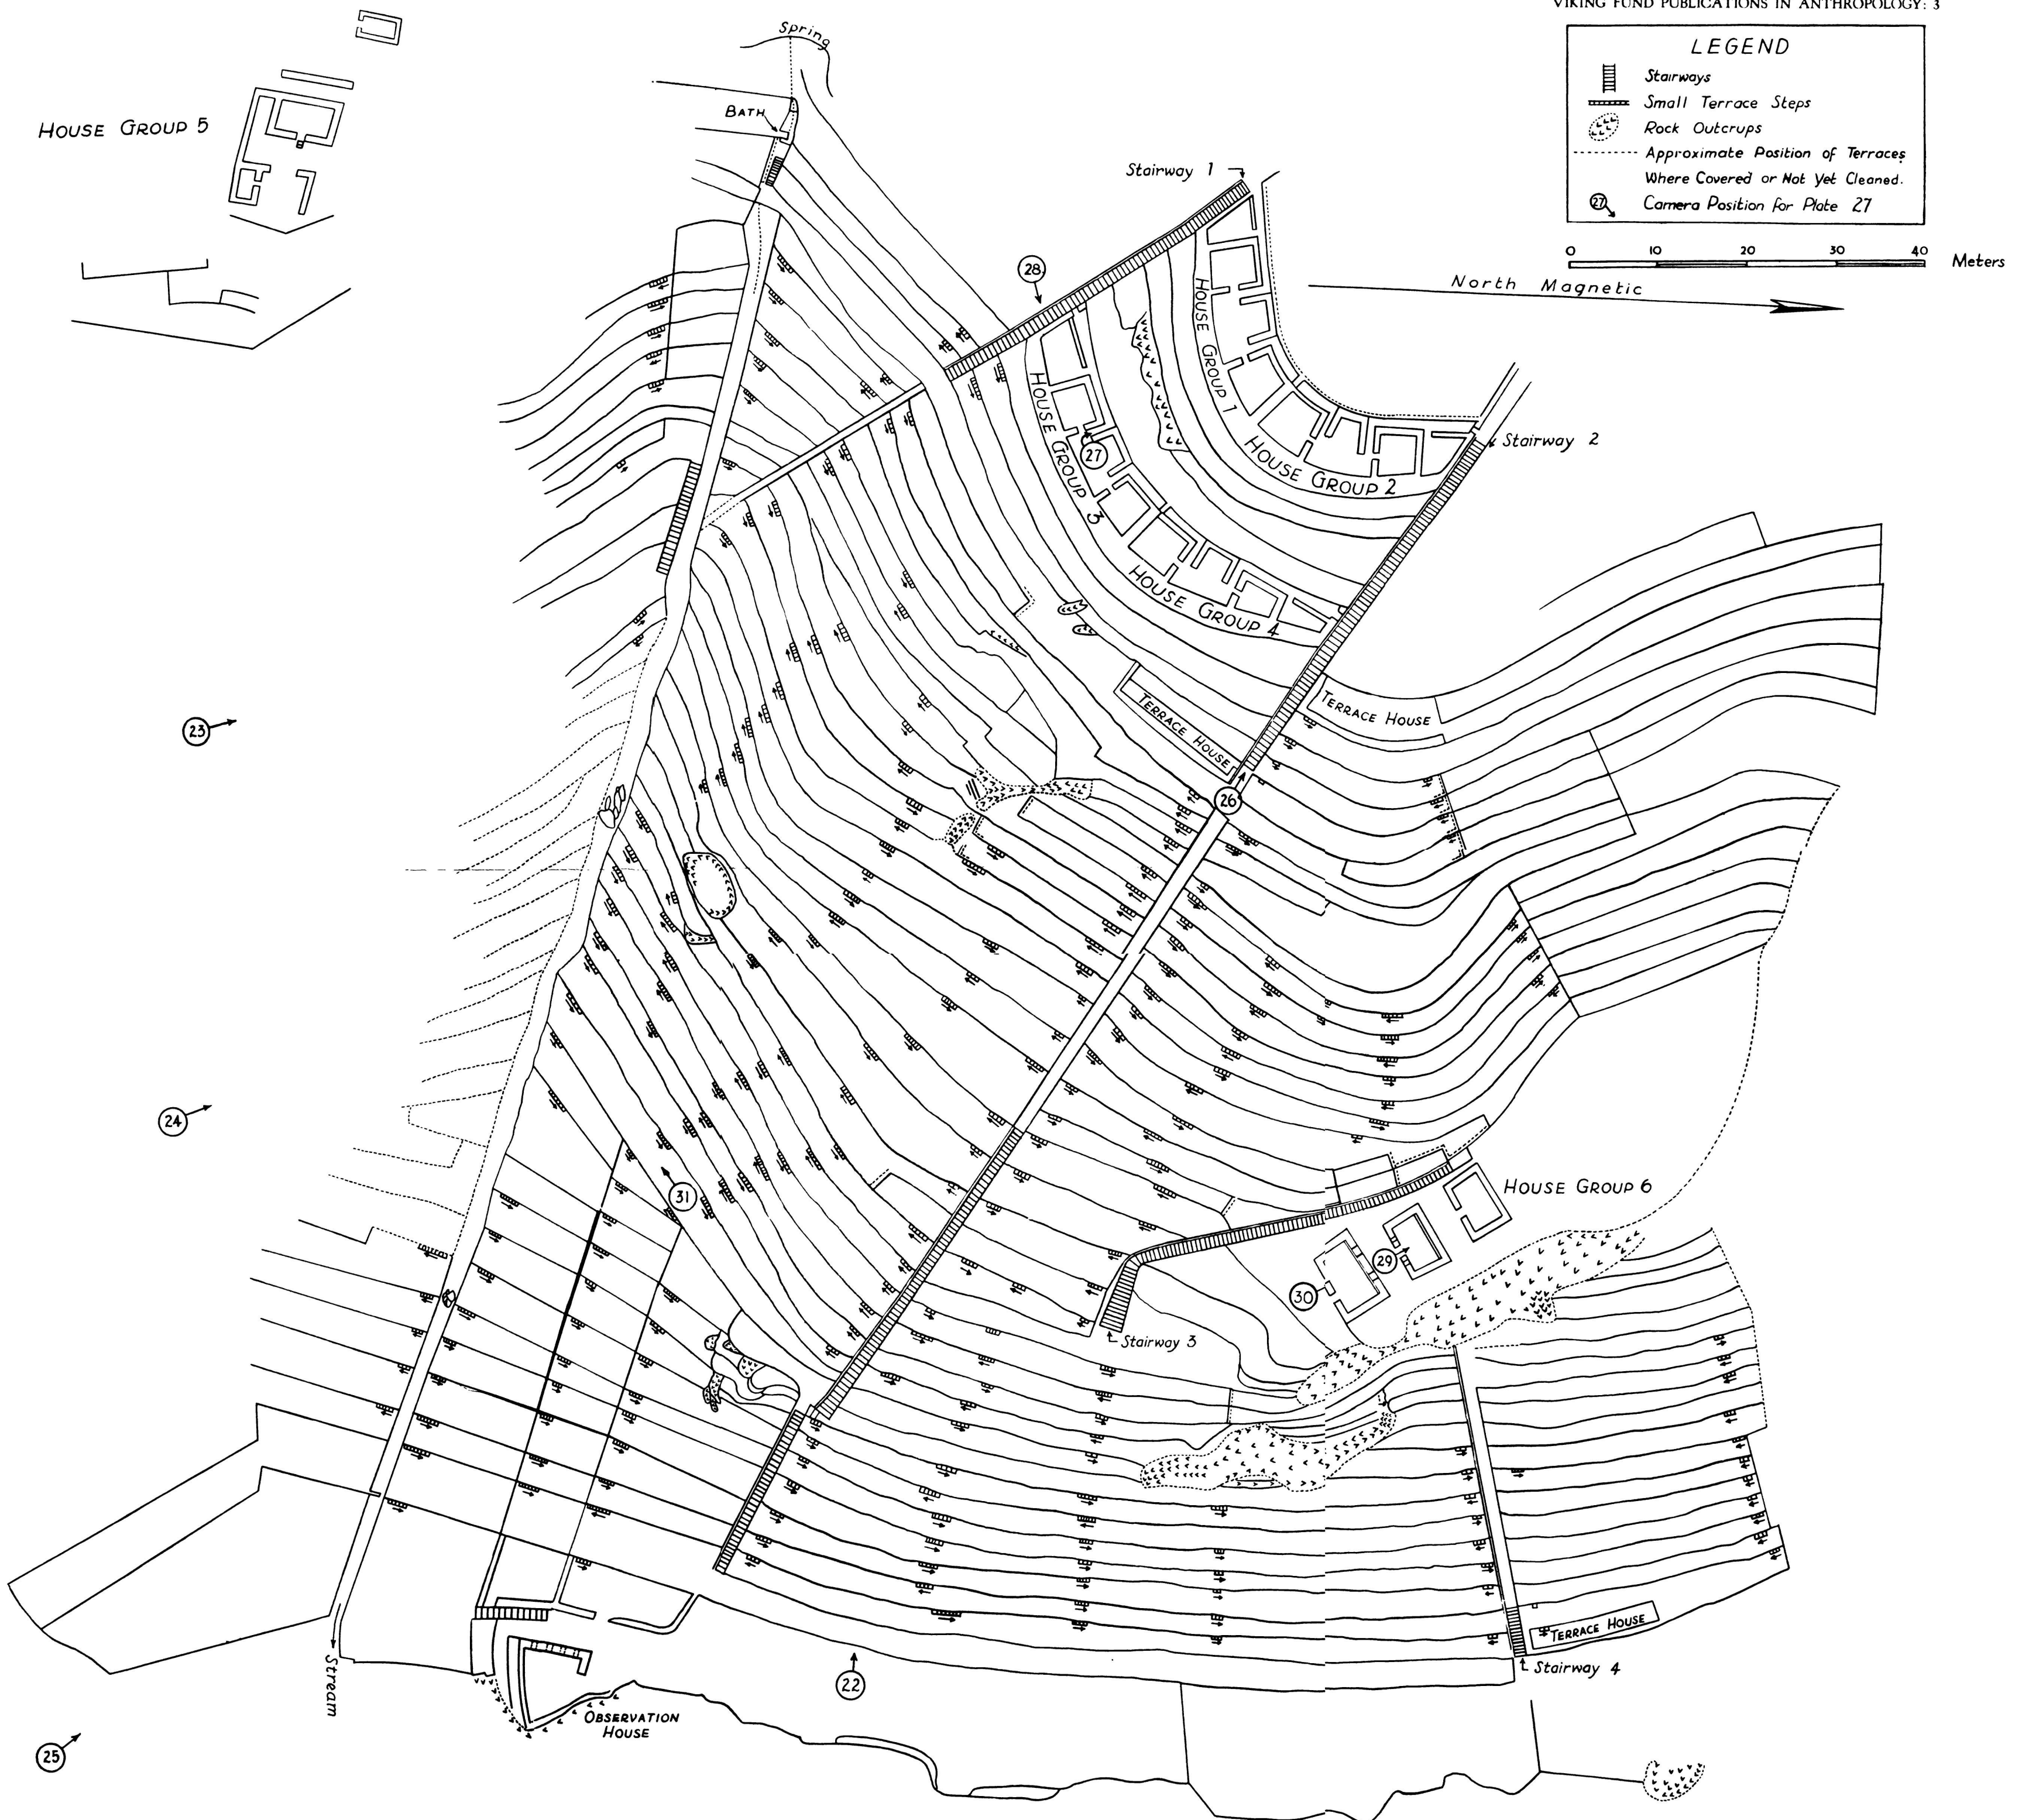 VIKING FUND PUBLICATIONS IN ANTHROPOLOGY: 3
LEGEND
Stairways
Small Terrace Steps
Rock Outcrups
Approximate Position of Terraces
Where Covered or Not Yet Cleaned.
27
Camera Position for Plate 27
0 10 20 30 40
Meters
North Magnetic
Spring
BATH
HOUSE GROUP 5
Stairway 1
28
HOUSE GROUP 1
HOUSE GROUP 3
27
Stairway 2
HOUSE GROUP 2
HOUSE GROUP 4
TERRACE HOUSE
TERRACE HOUSE
23
26
24
31
HOUSE GROUP 6
29
30
Stairway 3
TERRACE HOUSE
Stairway 4
22
Stream
OBSERVATION
HOUSE
25